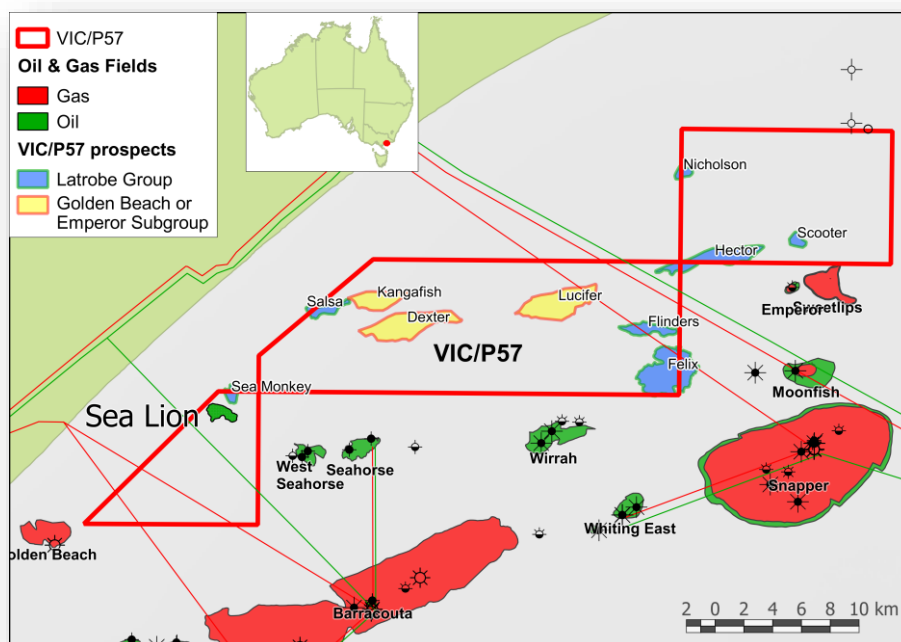 VIC/P57
Oil & Gas Fields
Gas
Oil
VIC/P57 prospects
Latrobe Group
Golden Beach or
Emperor Subgroup
Nicholson
Scooter
Hector
Emperor
Sweetlips
Salsa
Kangafish
Dexter
Lucifer
Flinders
VIC/P57
Felix
Moonfish
Sea Monkey
Sea Lion
West
Seahorse
Seahorse
Wirrah
Snapper
Whiting East
olden Beach
Barracouta
2 0 2 4 6 8 10 km